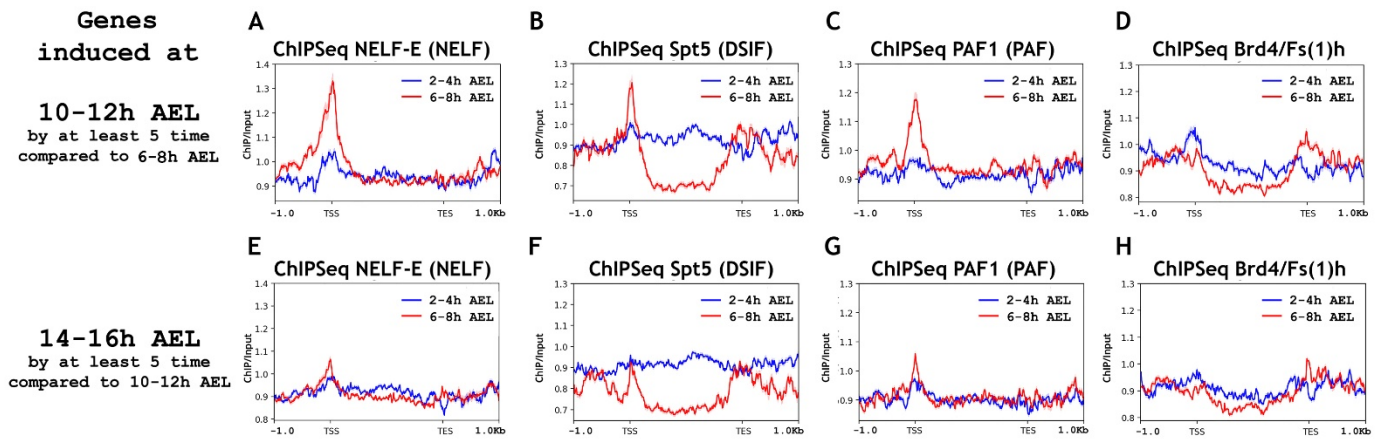 Genes
induced at
10-12h AEL
by at least 5 time
compared to 6-8h AEL
A
ChIPSeq NELF-E (NELF)
2-4h AEL
6-8h AEL
ChIP/Input
1.4
1.3
1.2
1.1
1.0
0.9
-1.0
TSS
TES
1.0Kb
B
ChIPSeq Spt5 (DSIF)
2-4h AEL
6-8h AEL
ChIP/Input
1.3
1.2
1.1
1.0
0.9
0.8
0.7
-1.0
TSS
TES
1.0Kb
C
ChIPSeq PAF1 (PAF)
2-4h AEL
6-8h AEL
ChIP/Input
1.3
1.2
1.1
1.0
0.9
-1.0
TSS
TES
1.0Kb
D
ChIPSeq Brd4/Fs(1)h
2-4h AEL
6-8h AEL
ChIP/Input
1.3
1.2
1.1
1.0
0.9
0.8
-1.0
TSS
TES
1.0Kb
14-16h AEL
by at least 5 time
compared to 10-12h AEL
E
ChIPSeq NELF-E (NELF)
2-4h AEL
6-8h AEL
ChIP/Input
1.4
1.3
1.2
1.1
1.0
0.9
0.8
-1.0
TSS
TES
1.0Kb
F
ChIPSeq Spt5 (DSIF)
2-4h AEL
6-8h AEL
ChIP/Input
1.3
1.2
1.1
1.0
0.9
0.8
0.7
-1.0
TSS
TES
1.0Kb
G
ChIPSeq PAF1 (PAF)
2-4h AEL
6-8h AEL
ChIP/Input
1.3
1.2
1.1
1.0
0.9
-1.0
TSS
TES
1.0Kb
H
ChIPSeq Brd4/Fs(1)h
2-4h AEL
6-8h AEL
ChIP/Input
1.3
1.2
1.1
1.0
0.9
0.8
-1.0
TSS
TES
1.0Kb